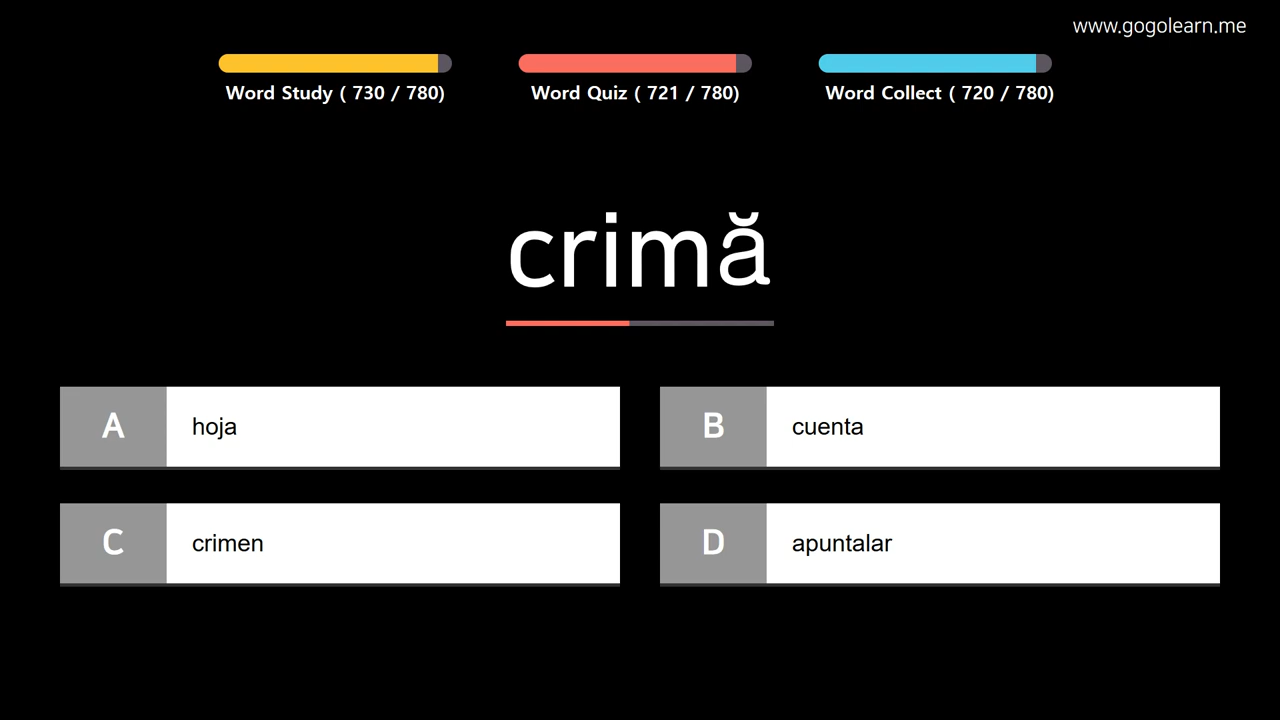 www.gogolearn.me
Word Study ( 730 / 780)
Word Quiz ( 721 / 780)
Word Collect ( 720 / 780)
crimă
A hoja
B cuenta
C crimen
D apuntalar